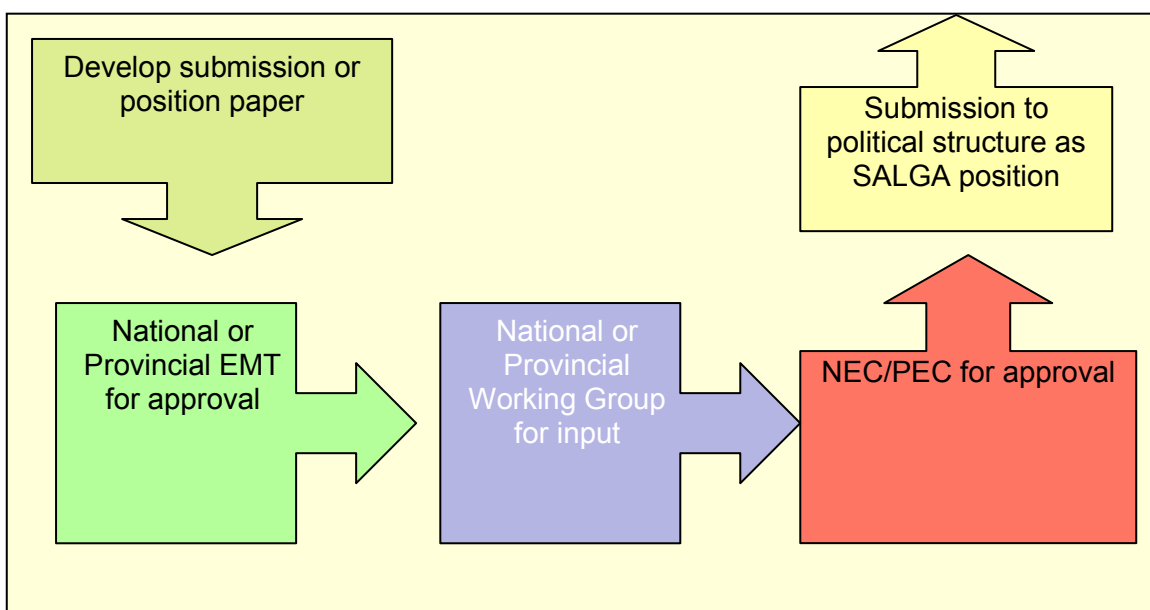 Develop submission or
position paper
National or
Provincial EMT
for approval
National or
Provincial
Working Group
for input
NEC/PEC for approval
Submission to
political structure as
SALGA position